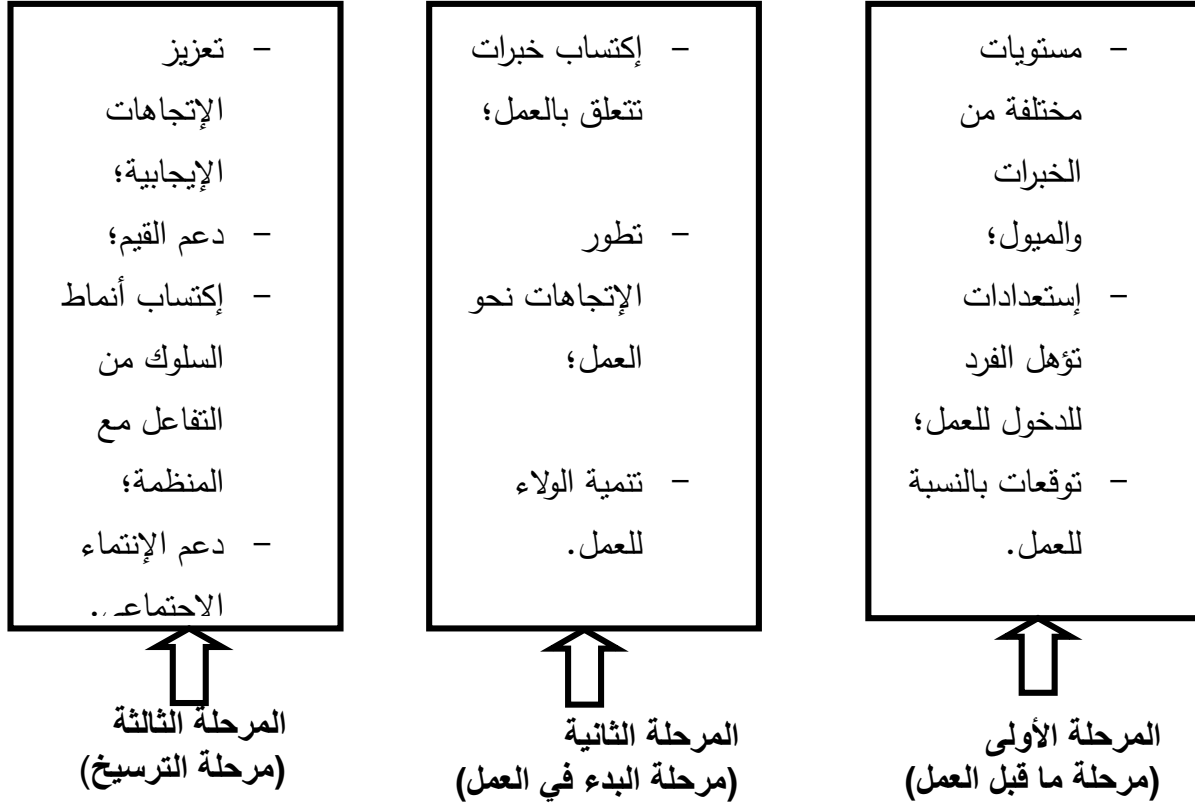 - مستويات
مختلفة من
الخبرات
والميول؛
- إستعدادات
تؤهل الفرد
للدخول للعمل؛
- توقعات بالنسبة
للعمل.
المرحلة الأولى
(مرحلة ما قبل العمل)
- إكتساب خبرات
تتعلق بالعمل؛
- تطور
الإتجاهات نحو
العمل؛
- تنمية الولاء
للعمل.
المرحلة الثانية
(مرحلة البدء في العمل)
- تعزيز
الإتجاهات
الإيجابية؛
- دعم القيم؛
- إكتساب أنماط
السلوك من
التفاعل مع
المنظمة؛
- دعم الإنتماء
الاجتماعي.
المرحلة الثالثة
(مرحلة الترسيخ)